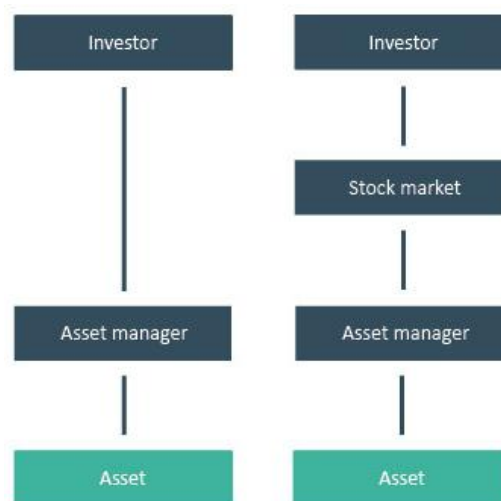 Investor
Asset manager
Asset
Investor
Stock market
Asset manager
Asset